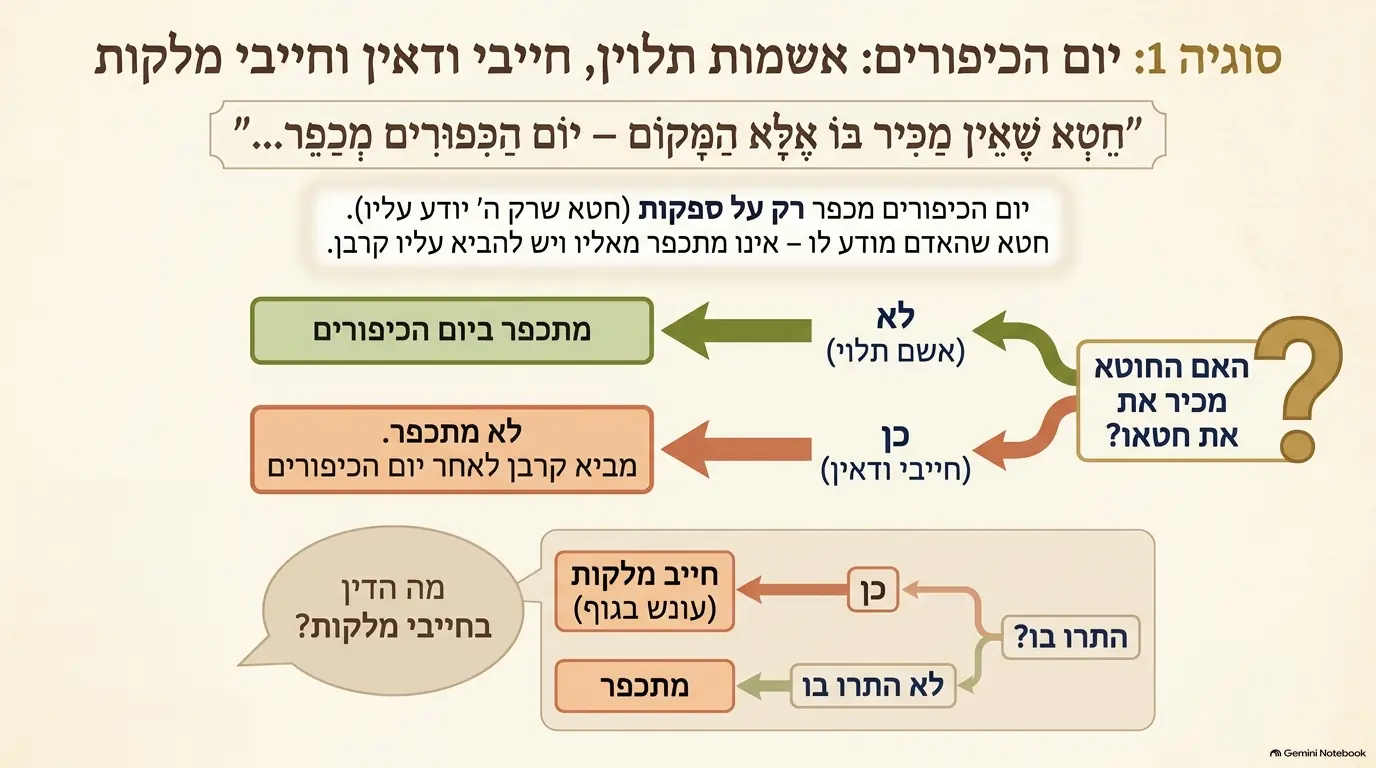 סוגיה 1: יום הכיפורים: אשמות תלוין, חייבי ודאין וחייבי מלקות
"חֵטְא שֶׁאֵין מַכִּיר בּוֹ אֶלָּא הַמָּקוֹם – יוֹם הַכִּפּוּרִים מְכַפֵּר..."
יום הכיפורים מכפר רק על ספקות (חטא שרק ה' יודע עליו).
חטא שהאדם מודע לו – אינו מתכפר מאליו ויש להביא עליו קרבן.
האם החוטא
מכיר את
את חטאו?
?
לא
(אשם תלוי)
מתכפר ביום הכיפורים
כן
(חייבי ודאין)
לא מתכפר.
מביא קרבן לאחר יום הכיפורים
התרו בו?
כן
חייב מלקות
(עונש בגוף)
לא התרו בו
מתכפר
מה הדין
בחייבי מלקות?
Gemini Notebook